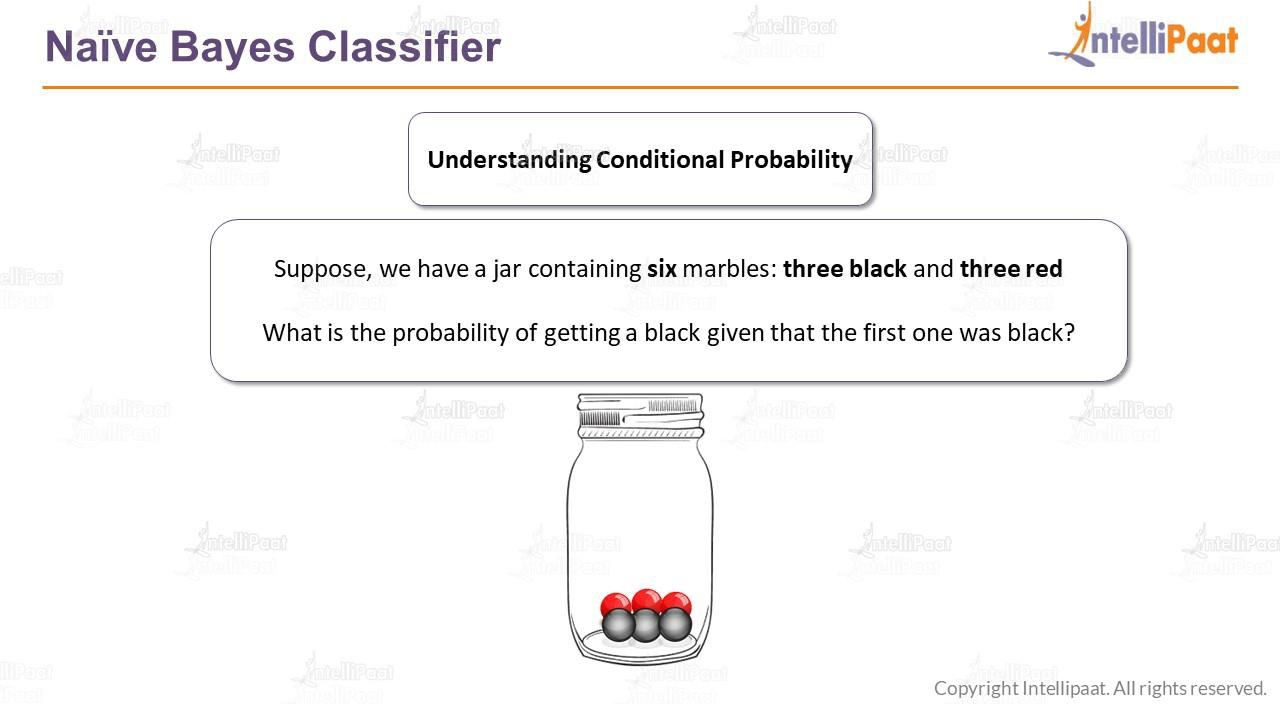 Naïve Bayes Classifier
IntelliPaat
Understanding Conditional Probability
Suppose, we have a jar containing six marbles: three black and three red
What is the probability of getting a black given that the first one was black?
Copyright Intellipaat. All rights reserved.